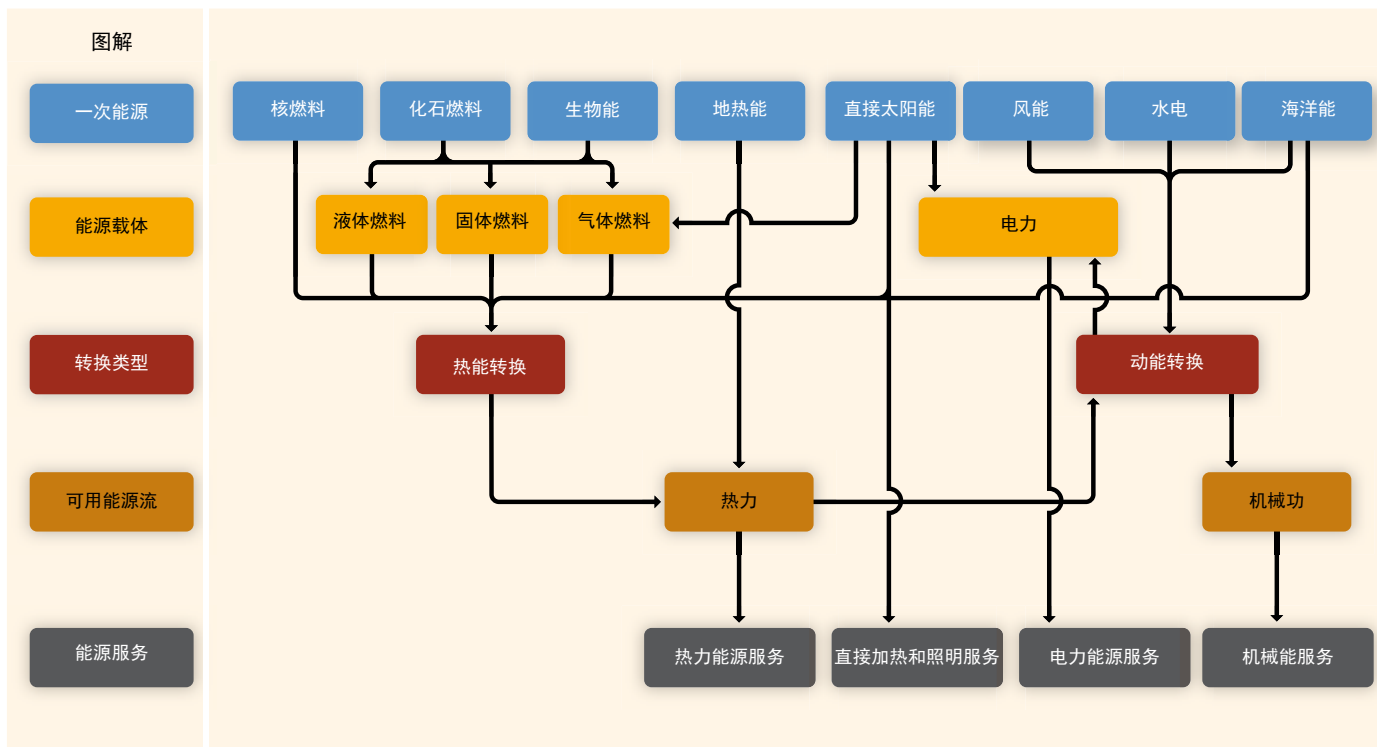 图解
一次能源
能源载体
转换类型
可用能源流
能源服务
核燃料
化石燃料
生物能
地热能
直接太阳能
风能
水电
海洋能
液体燃料
固体燃料
气体燃料
电力
热能转换
动能转换
热力
机械功
热力能源服务
直接加热和照明服务
电力能源服务
机械能服务